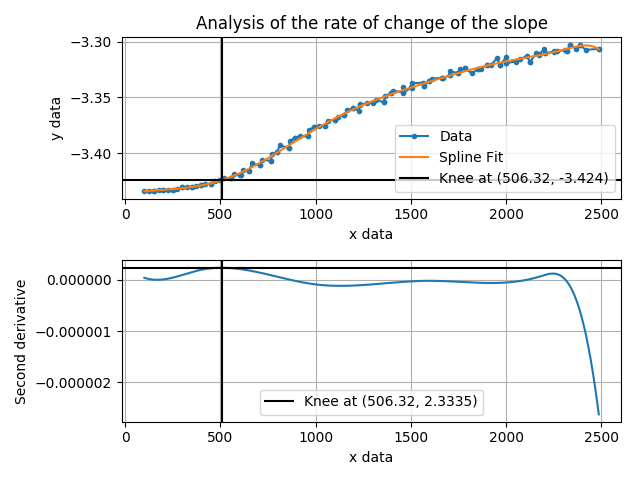 Analysis of the rate of change of the slope
−3.30
−3.35
−3.40
y data
Data
Spline Fit
Knee at (506.32, -3.424)
0 500 1000 1500 2000 2500
x data
0.000000
−0.000001
−0.000002
Second derivative
Knee at (506.32, 2.3335)
0 500 1000 1500 2000 2500
x data